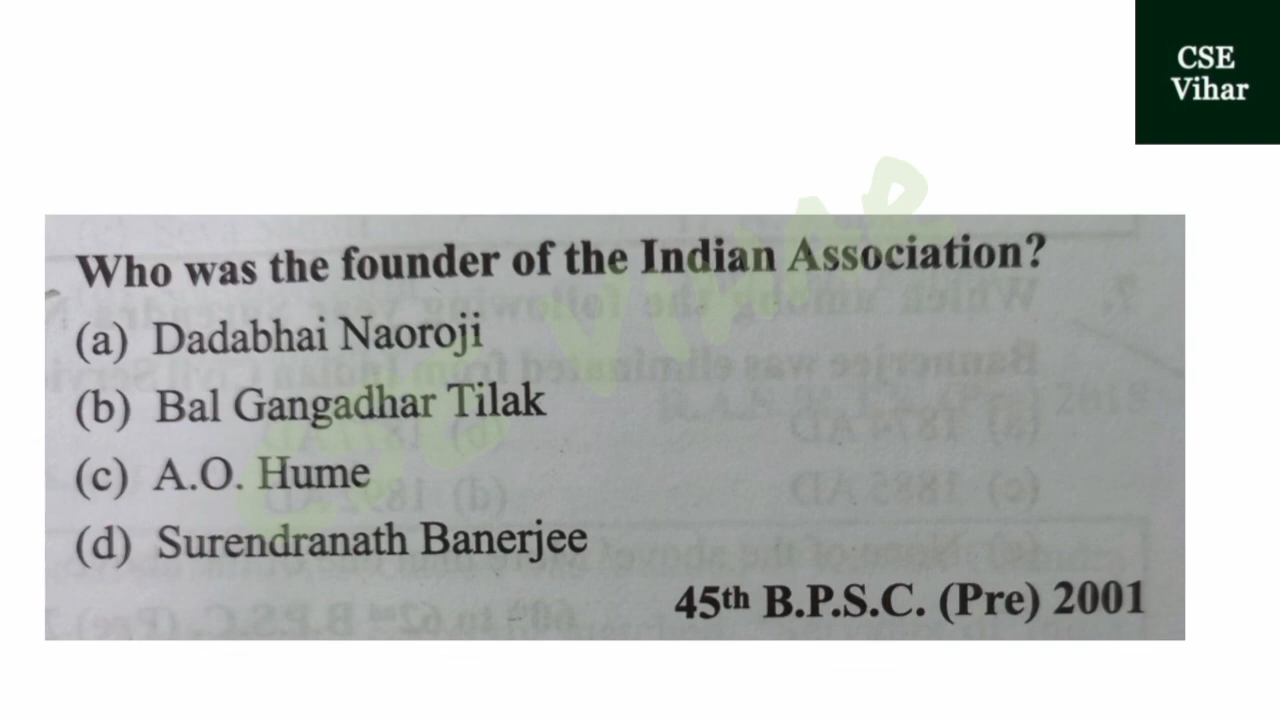 CSE
Vihar
Who was the founder of the Indian Association?
(a) Dadabhai Naoroji
(b) Bal Gangadhar Tilak
(c) A.O. Hume
(d) Surendranath Banerjee
45th B.P.S.C. (Pre) 2001